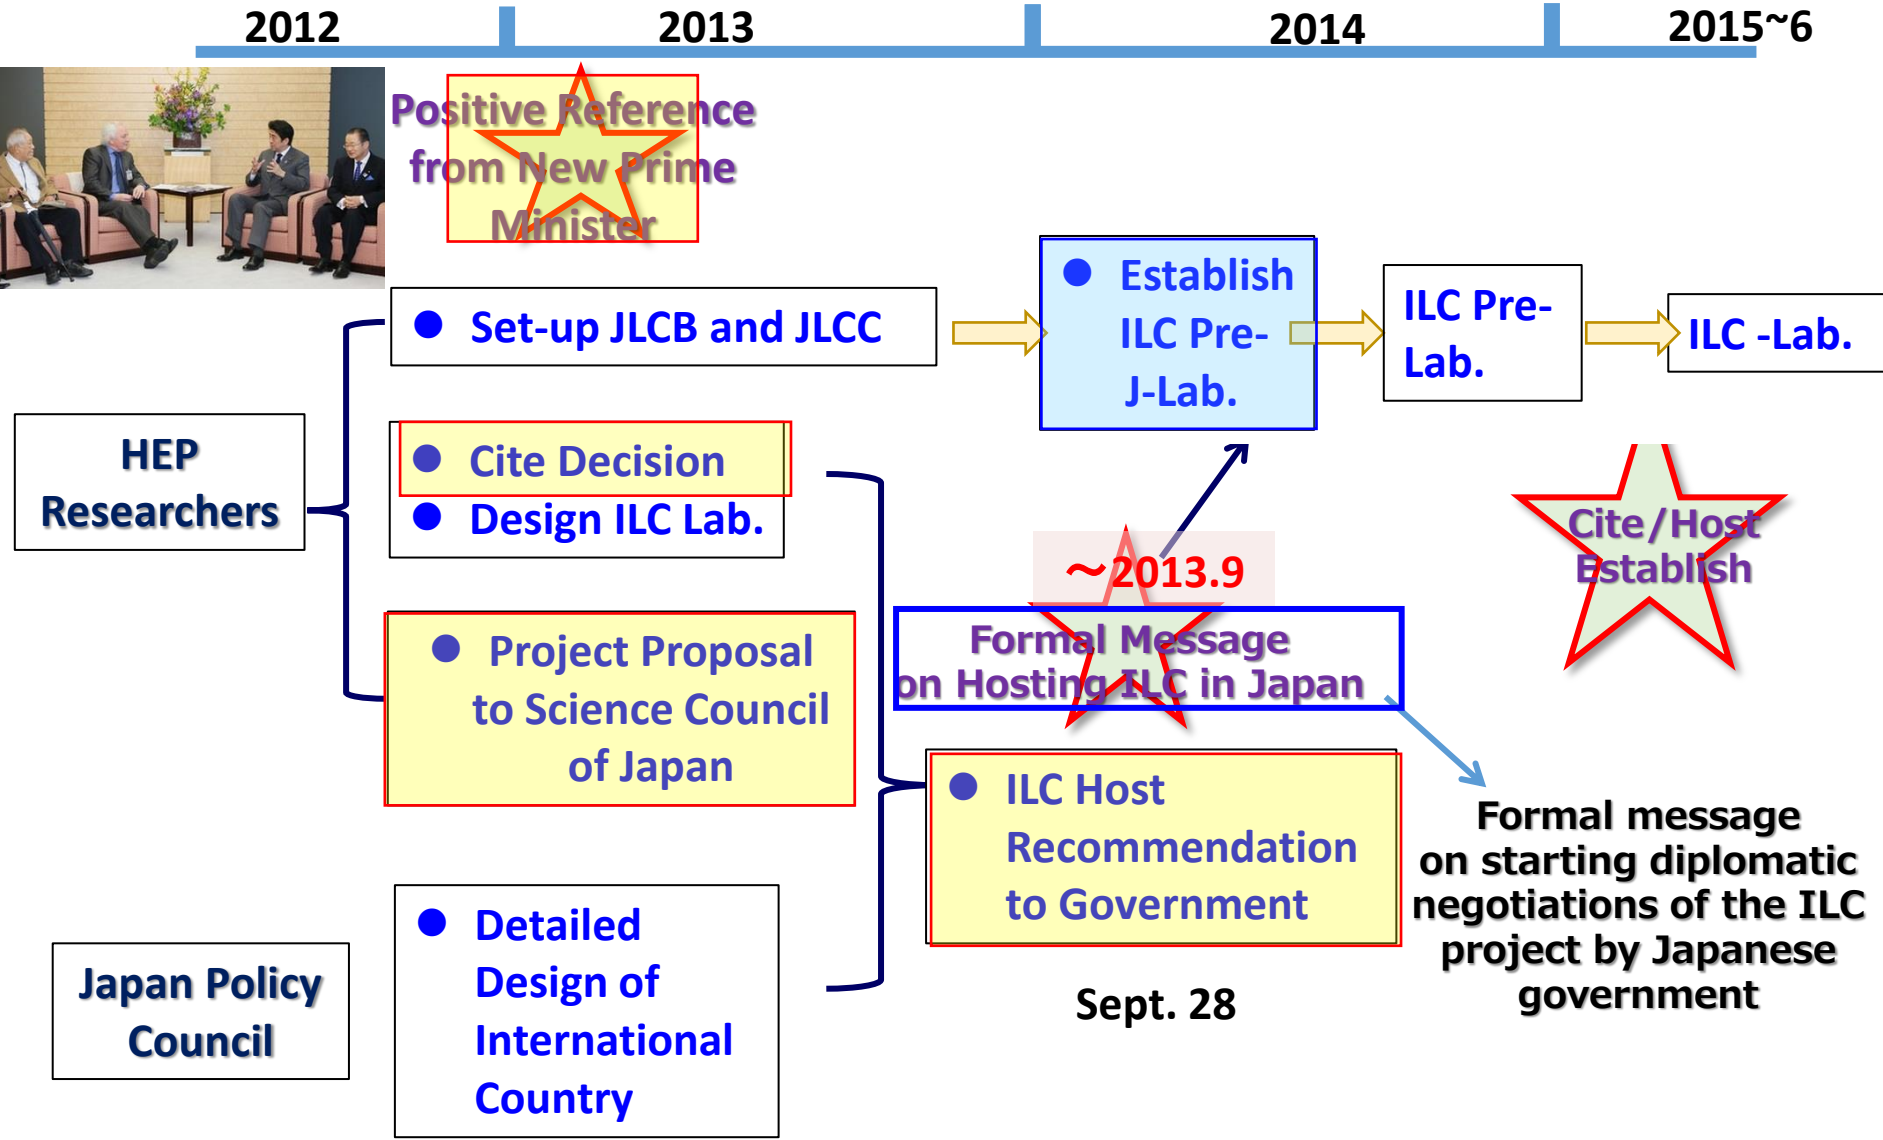 2012
2013
2014
2015~6
Positive Reference
from New Prime
Minister
● Set-up JLCB and JLCC
● Establish
ILC Pre-
J-Lab.
ILC Pre-
Lab.
ILC -Lab.
HEP
Researchers
● Cite Decision
● Design ILC Lab.
● Project Proposal
to Science Council
of Japan
～2013.9
Formal Message
on Hosting ILC in Japan
Cite/Host
Establish
● ILC Host
Recommendation
to Government
Formal message
on starting diplomatic
negotiations of the ILC
project by Japanese
government
Japan Policy
Council
● Detailed
Design of
International
Country
Sept. 28